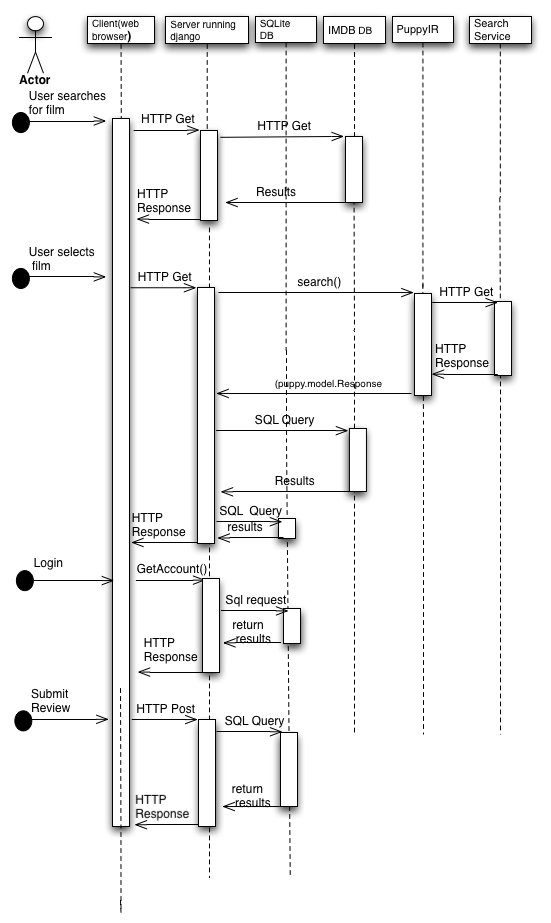 Client(web
browser)
Server running
django
SQLite
DB
IMDB DB
PuppyIR
Search
Service
Actor
User searches
for film
HTTP Get
HTTP Get
Results
HTTP
Response
User selects
film
HTTP Get
search()
HTTP Get
HTTP
Response
(puppy.model.Response
SQL Query
Results
SQL Query
results
HTTP
Response
Login
GetAccount()
Sql request
return
results
HTTP
Response
Submit
Review
HTTP Post
SQL Query
return
results
HTTP
Response